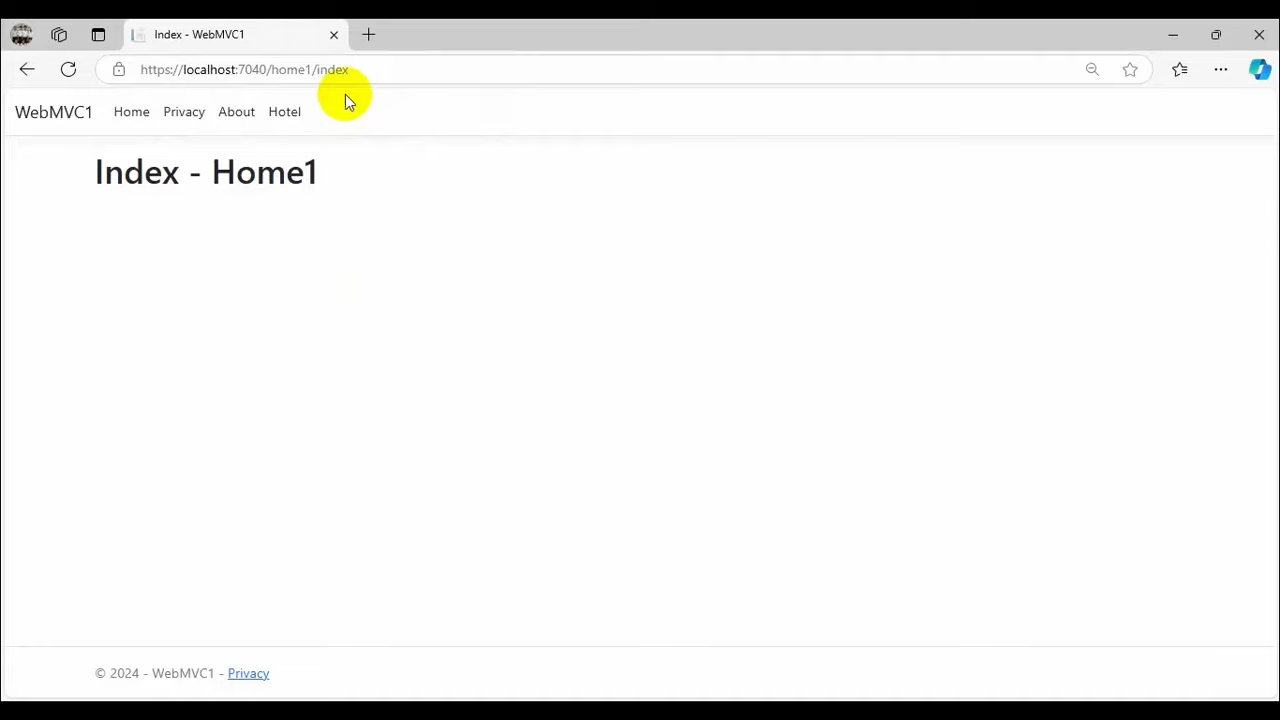 Index - WebMVC1
https://localhost:7040/home1/index
WebMVC1 Home Privacy About Hotel
Index - Home1
© 2024 - WebMVC1 - Privacy